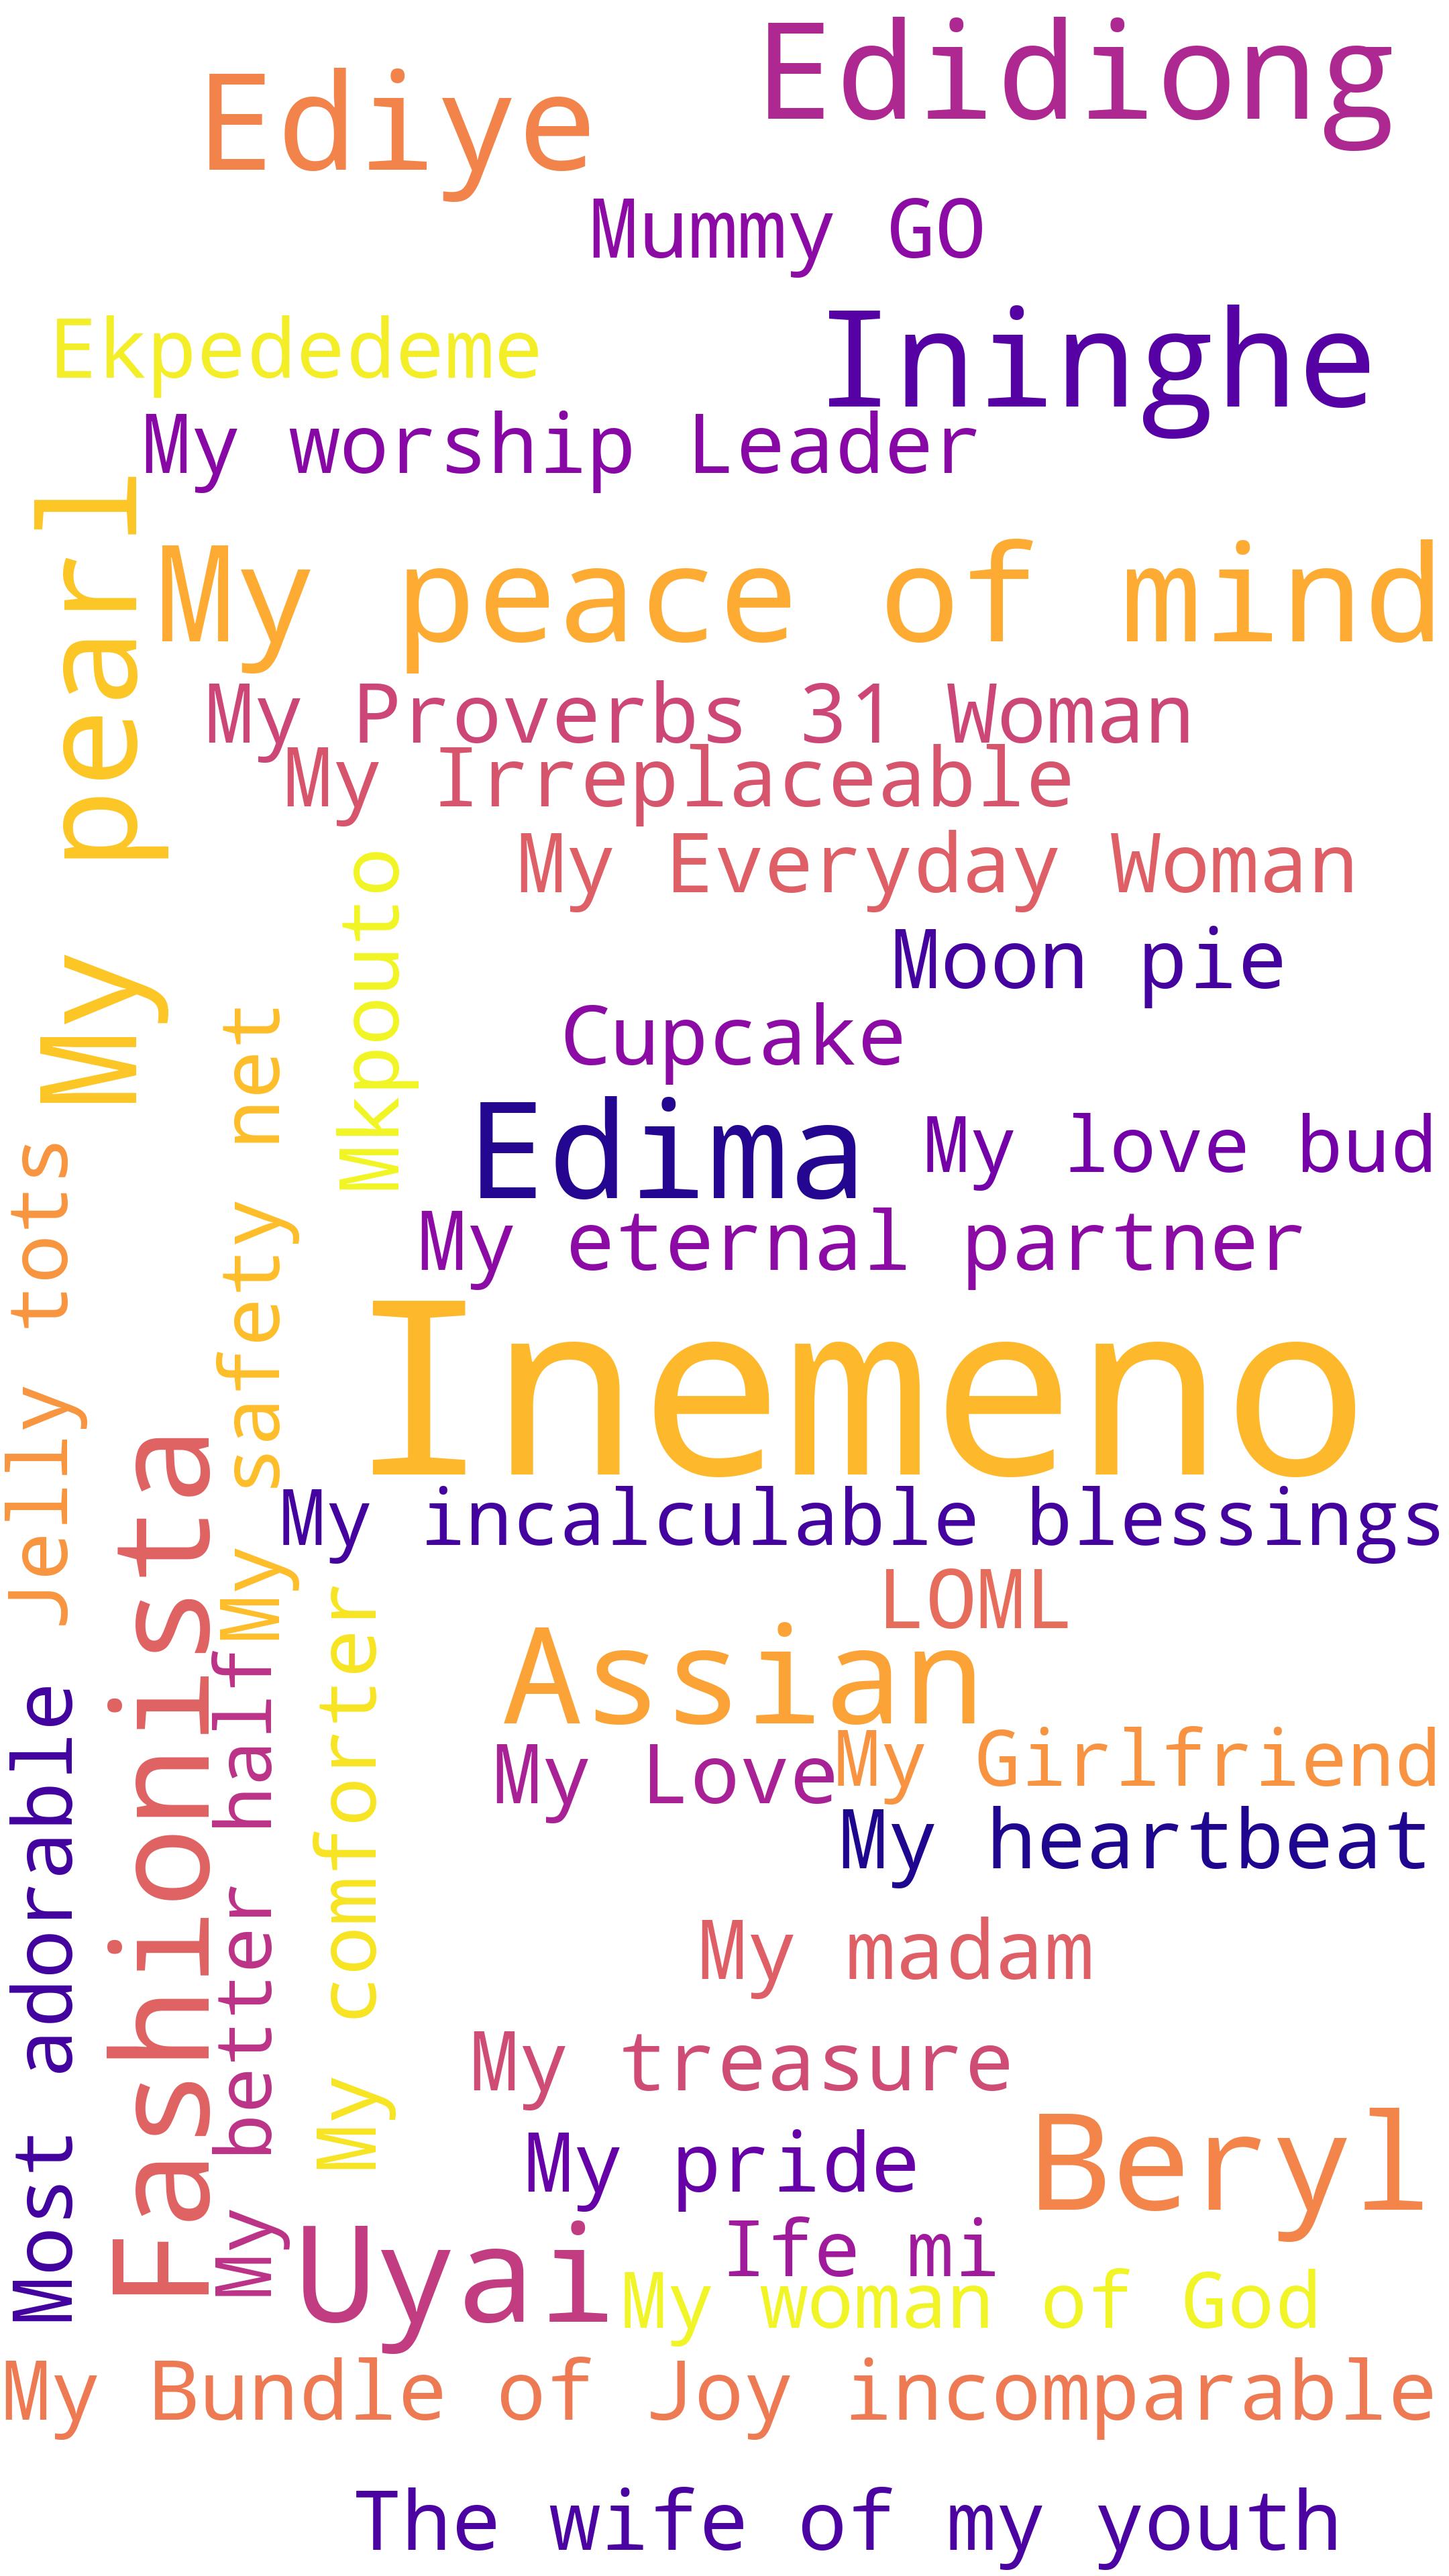 Edidiong
Ediye
Mummy GO
Ekpededeme
Ininghe
My worship Leader
My pearl
My peace of mind
My Proverbs 31 Woman
My Irreplaceable
My Everyday Woman
Mkpouto
Moon pie
Cupcake
My safety net
Edima
My love bud
Jelly tots
My eternal partner
Inemeno
Fashionista
My incalculable blessings
LOML
My comforter
Assian
My better half
Most adorable
My Love
My Girlfriend
My heartbeat
My madam
My treasure
Beryl
My pride
Uyai
Ife mi
My woman of God
My Bundle of Joy incomparable
The wife of my youth